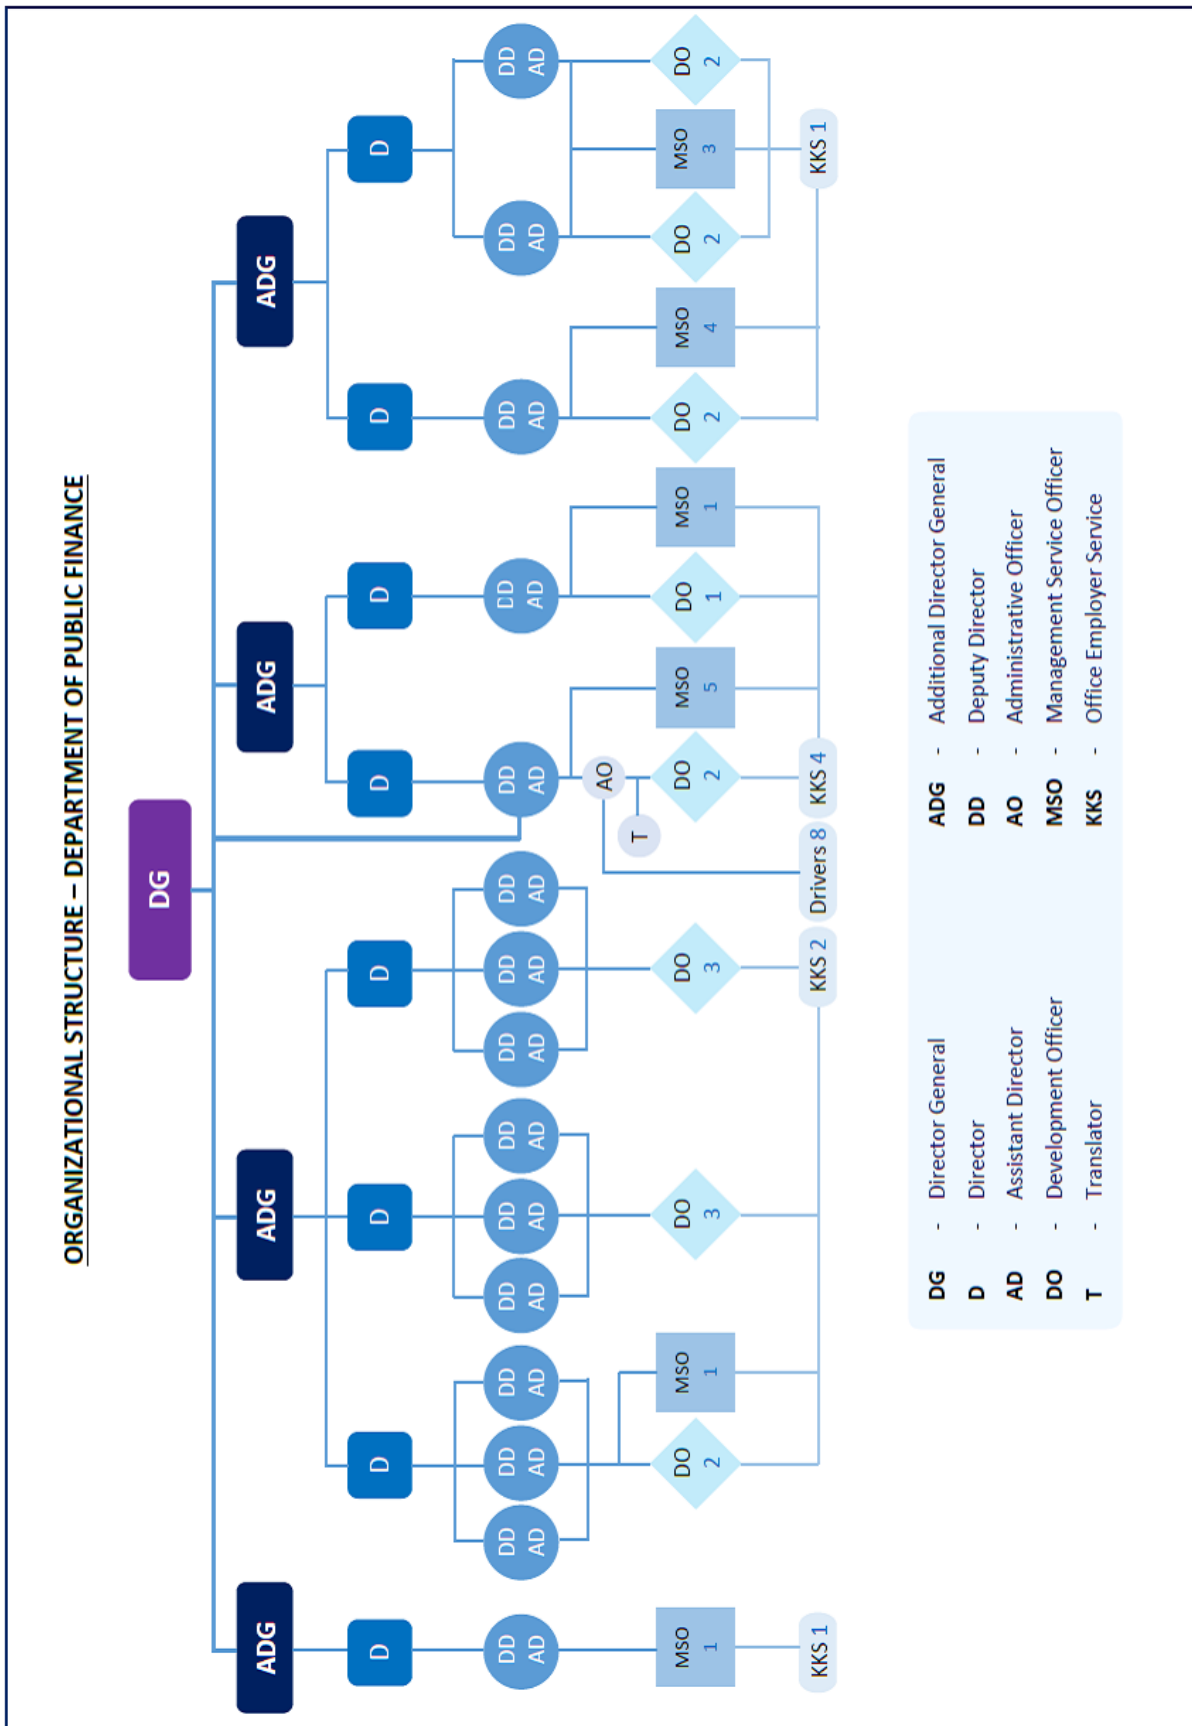 ORGANIZATIONAL STRUCTURE – DEPARTMENT OF PUBLIC FINANCE
DG
ADG
ADG
ADG
ADG
D
D
D
D
D
D
D
D
DD
AD
DD
AD
DD
AD
DD
AD
DD
AD
DD
AD
DD
AD
DD
AD
DD
AD
DD
AD
DD
AD
DD
AD
DD
AD
DD
AD
DD
AD
AO
T
MSO
1
DO
2
MSO
1
DO
3
DO
3
DO
2
MSO
5
DO
1
MSO
1
DO
2
MSO
4
DO
2
MSO
3
DO
2
KKS 1
KKS 2
Drivers 8
KKS 4
KKS 1
DG - Director General
ADG - Additional Director General
D - Director
DD - Deputy Director
AD - Assistant Director
AO - Administrative Officer
DO - Development Officer
MSO - Management Service Officer
T - Translator
KKS - Office Employer Service